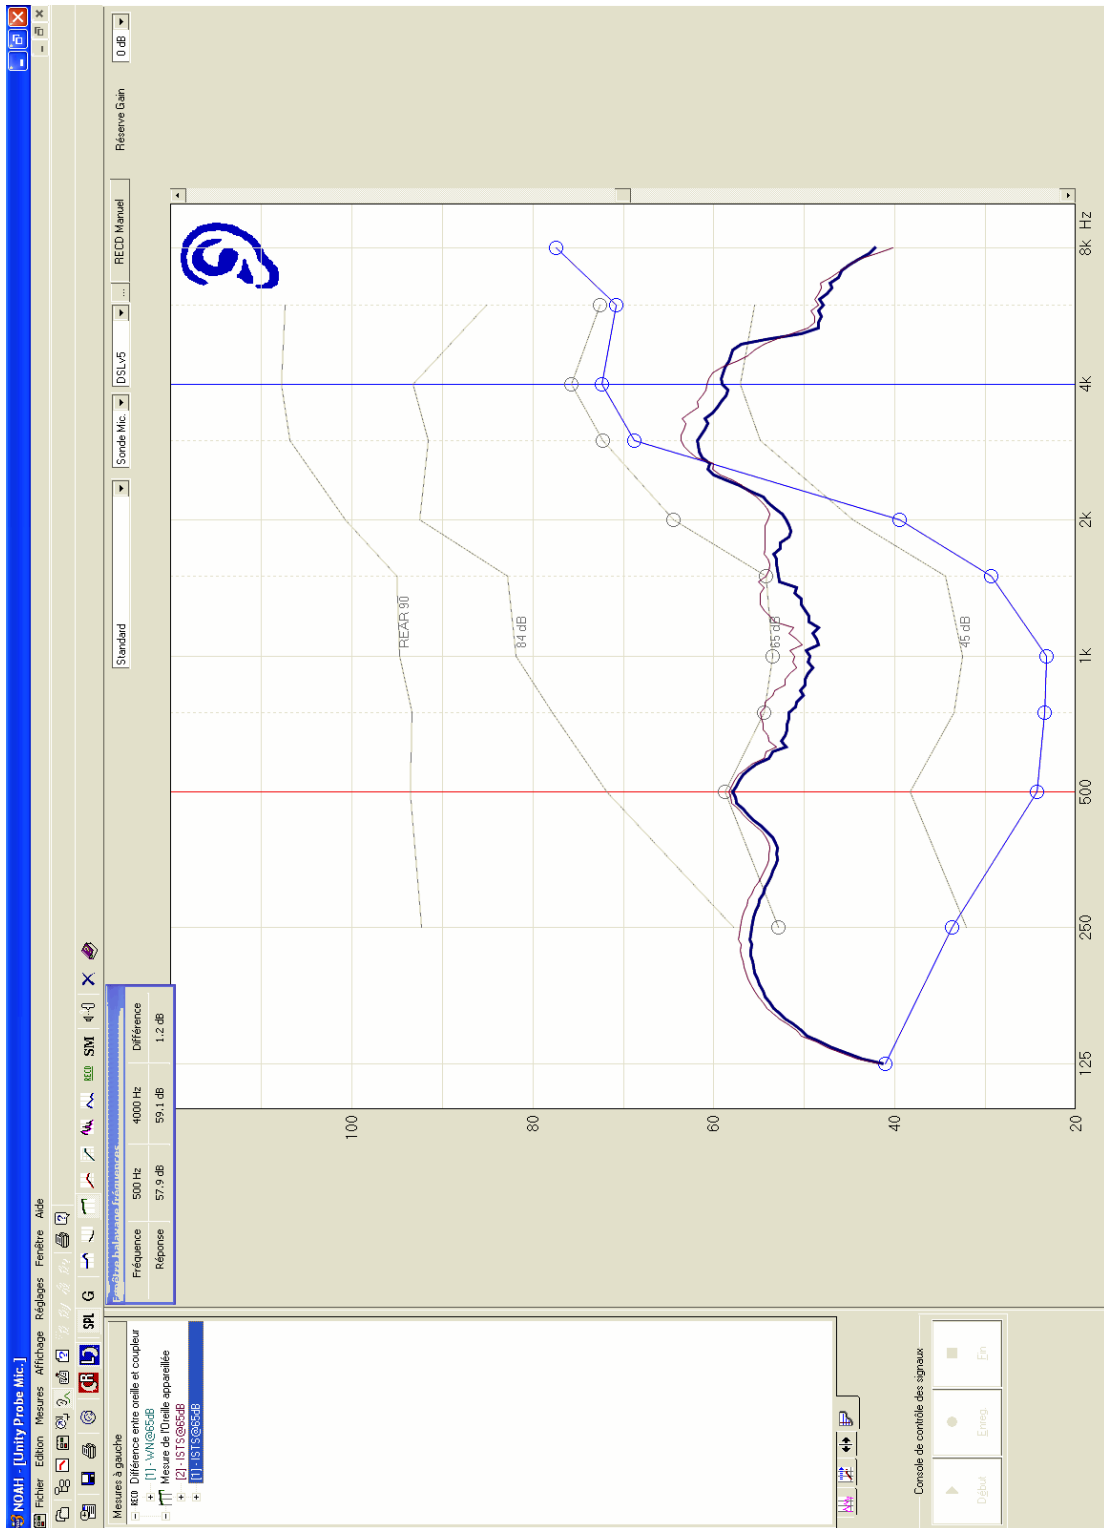 NOAH - [Unity Probe Mic.]
Fichier Edition Mesures Affichage Réglages Fenêtre Aide
SPL G RECD SM
Mesures à gauche
RECD Différence entre oreille et coupleur
[1] - WN@65dB
Mesure de l'Oreille appareillée
[2] - ISTS@65dB
[1] - ISTS@65dB
Console de contrôle des signaux
Début Enreg. Fin
Fréquence 500 Hz 4000 Hz Différence
Réponse 57.9 dB 59.1 dB 1.2 dB
Standard Sonde Mic. DSLv5 ... RECD Manuel Réserve Gain 0 dB
REAR 90
84 dB
65 dB
45 dB
100
80
60
40
20
125 250 500 1k 2k 4k 8k Hz